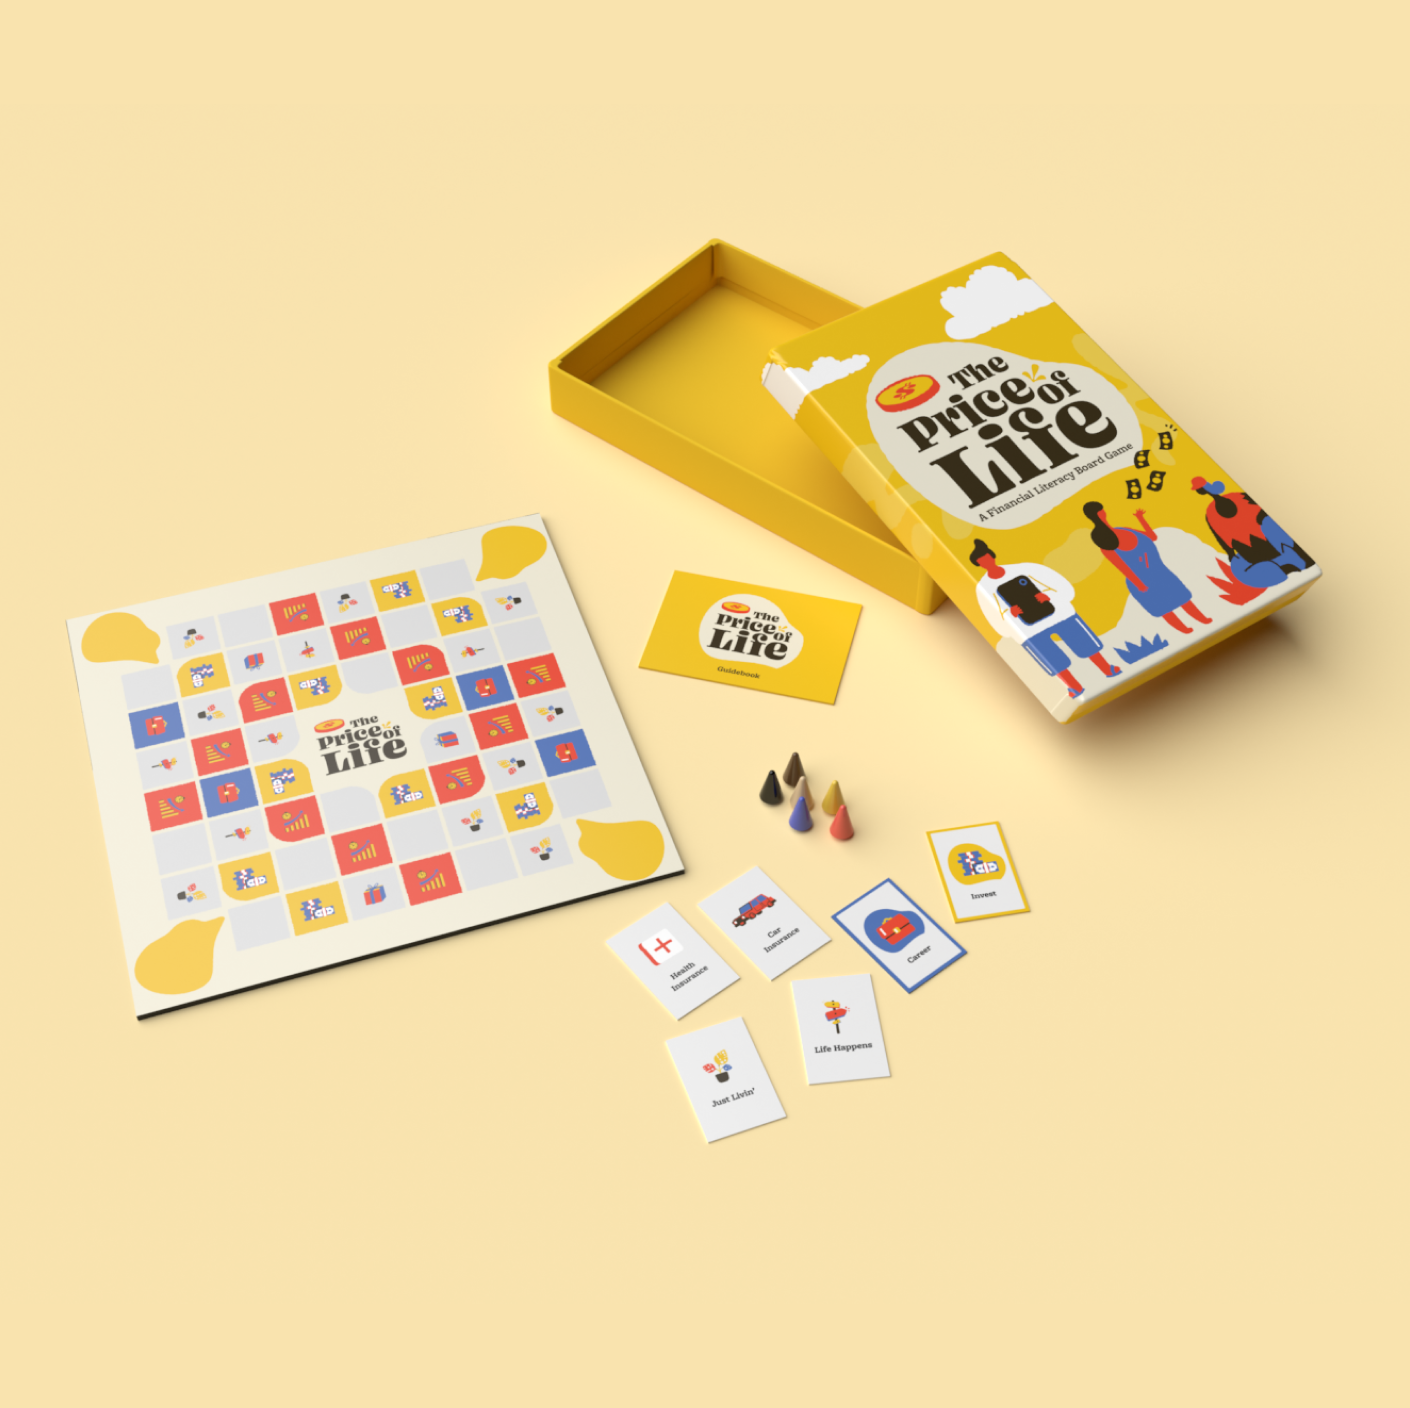 The
Price of
Life
A Financial Literacy Board Game
The
Price of
Life
Guidebook
The
Price of
Life
Invest
Car
Insurance
Career
Health
Insurance
Life Happens
Just Livin'